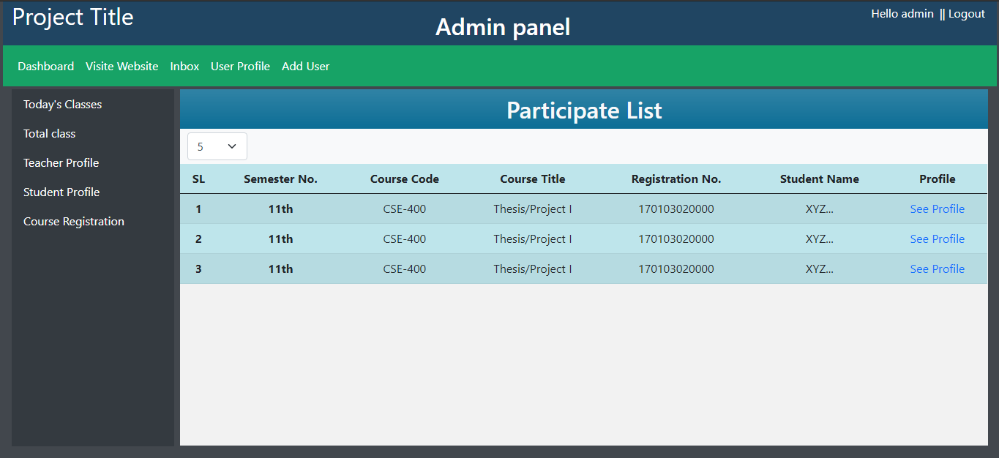 Project Title
Admin panel
Hello admin || Logout
Dashboard Visite Website Inbox User Profile Add User
Today's Classes
Total class
Teacher Profile
Student Profile
Course Registration
Participate List
5
SL Semester No. Course Code Course Title Registration No. Student Name Profile
1 11th CSE-400 Thesis/Project I 170103020000 XYZ... See Profile
2 11th CSE-400 Thesis/Project I 170103020000 XYZ... See Profile
3 11th CSE-400 Thesis/Project I 170103020000 XYZ... See Profile